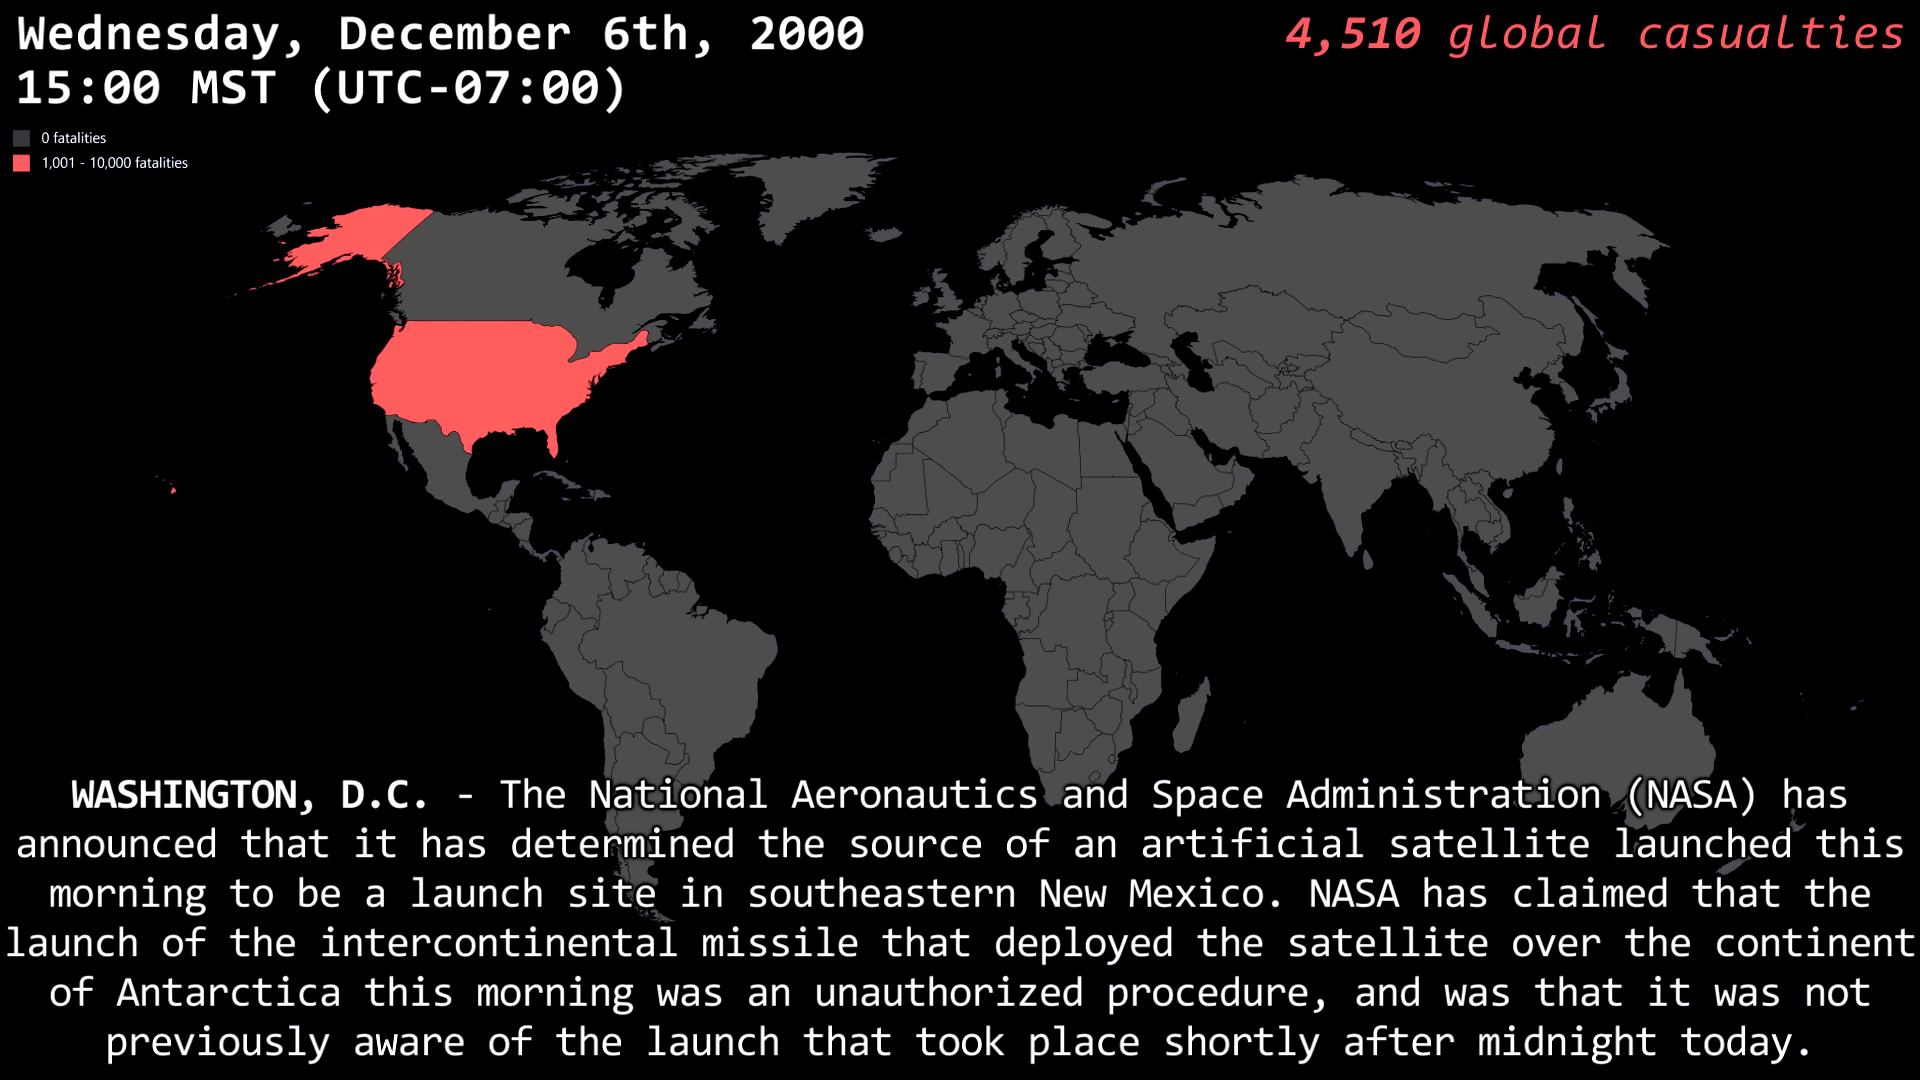 Wednesday, December 6th, 2000
15:00 MST (UTC-07:00)
4,510 global casualties
0 fatalities
1,001 - 10,000 fatalities
WASHINGTON, D.C. - The National Aeronautics and Space Administration (NASA) has
announced that it has determined the source of an artificial satellite launched this
morning to be a launch site in southeastern New Mexico. NASA has claimed that the
launch of the intercontinental missile that deployed the satellite over the continent
of Antarctica this morning was an unauthorized procedure, and was that it was not
previously aware of the launch that took place shortly after midnight today.